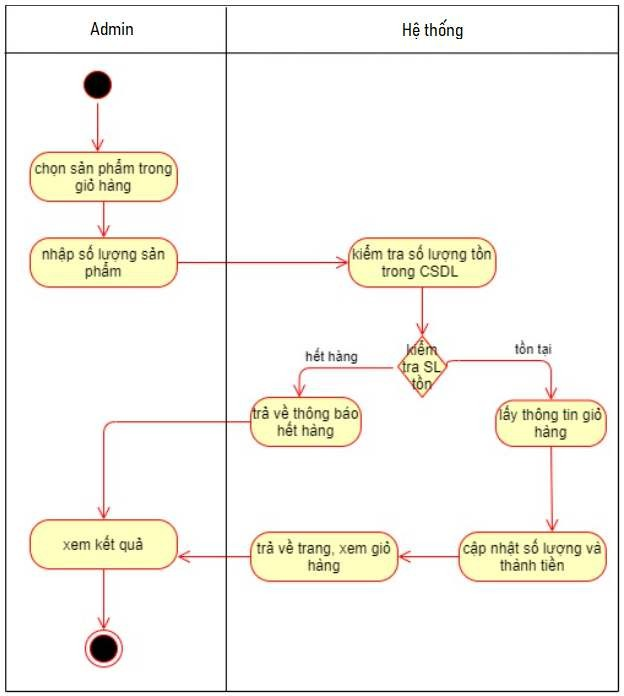 Admin
Hệ thống
chọn sản phẩm trong
giỏ hàng
nhập số lượng sản
phẩm
kiểm tra số lượng tồn
trong CSDL
kiểm
tra SL
tồn
hết hàng
tồn tại
trả về thông báo
hết hàng
lấy thông tin giỏ
hàng
xem kết quả
trả về trang, xem giỏ
hàng
cập nhật số lượng và
thành tiền